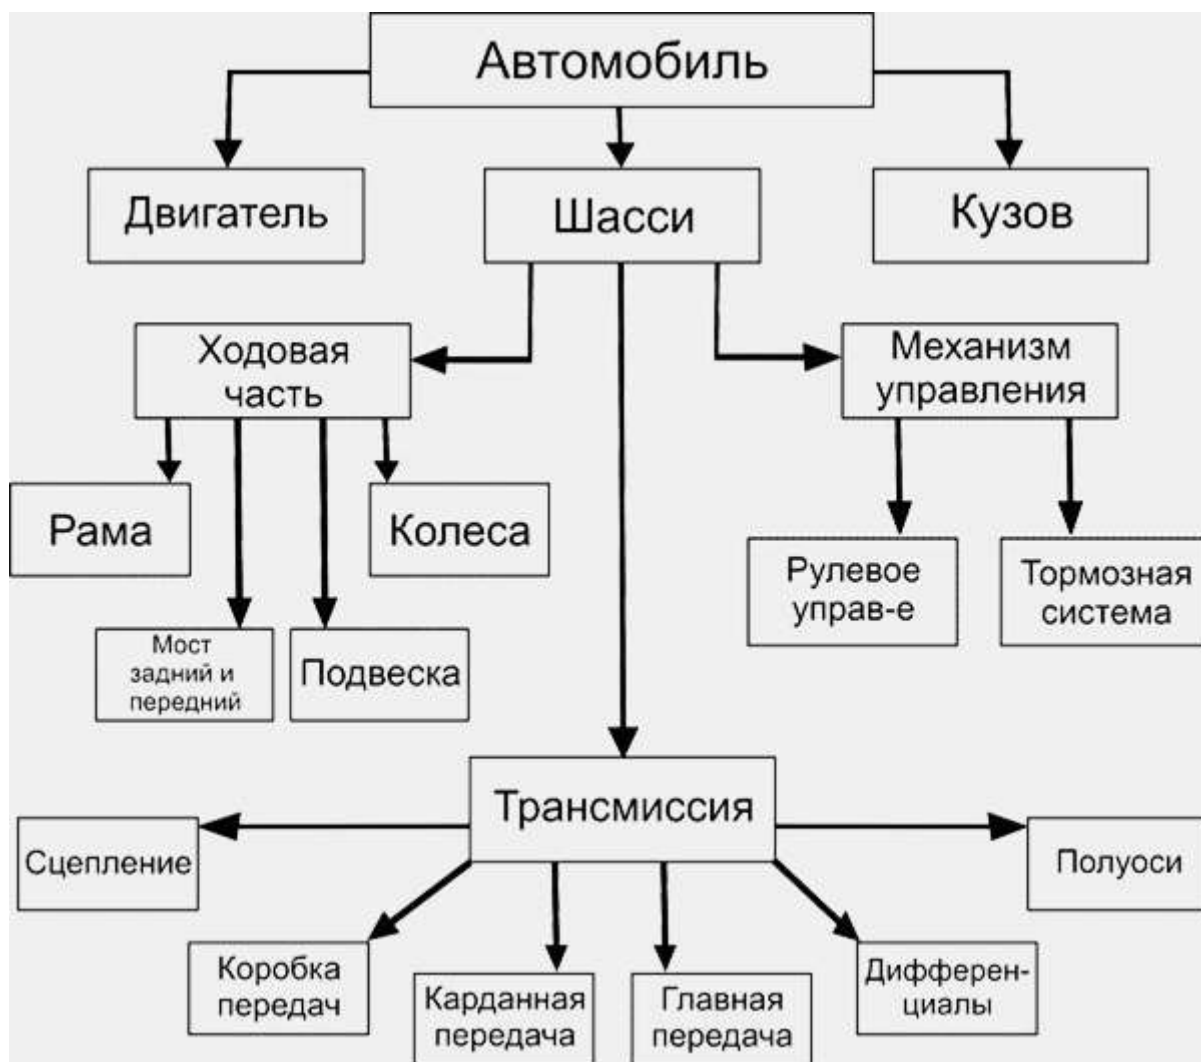 Автомобиль
Двигатель
Шасси
Кузов
Ходовая
часть
Механизм
управления
Рама
Колеса
Рулевое
управ-е
Тормозная
система
Мост
задний и
передний
Подвеска
Трансмиссия
Сцепление
Полуоси
Коробка
передач
Карданная
передача
Главная
передача
Дифферен-
циалы